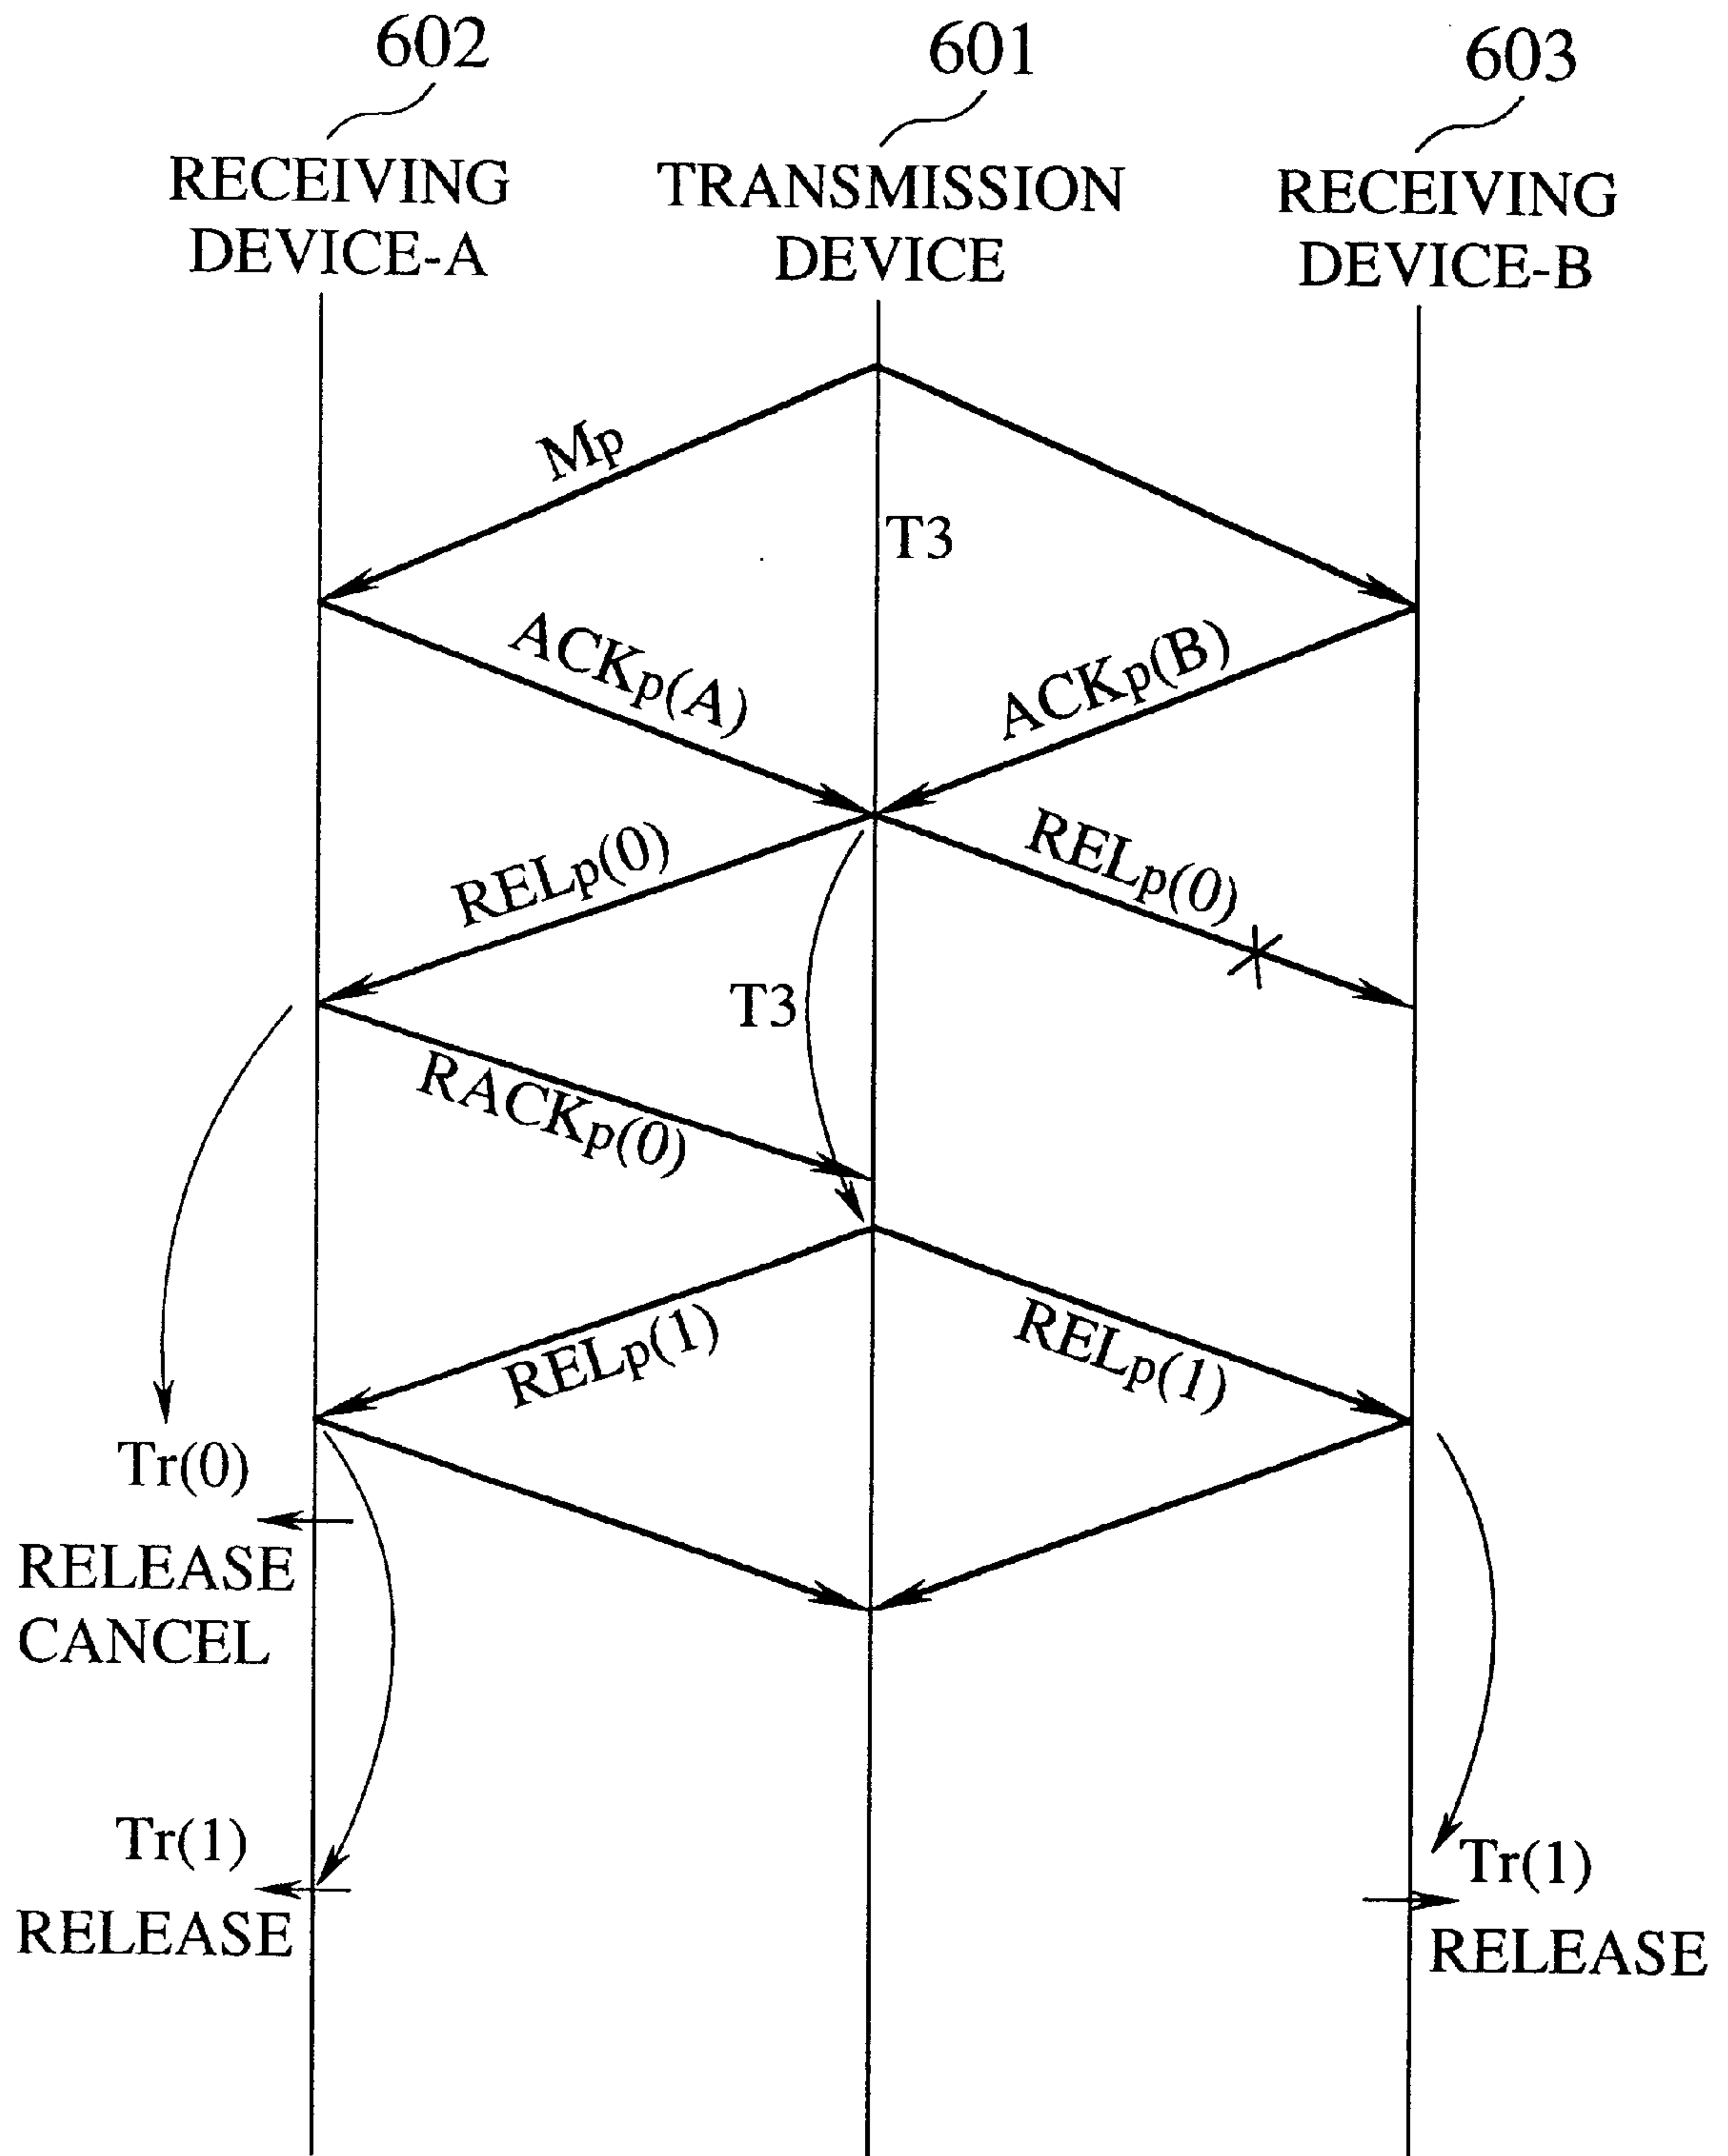 602
601
603
RECEIVING
DEVICE-A
TRANSMISSION
DEVICE
RECEIVING
DEVICE-B
Mp
T3
ACKp(A)
ACKp(B)
RELp(0)
RELp(0)
T3
RACKp(0)
RELp(1)
RELp(1)
Tr(0)
RELEASE
CANCEL
Tr(1)
RELEASE
Tr(1)
RELEASE